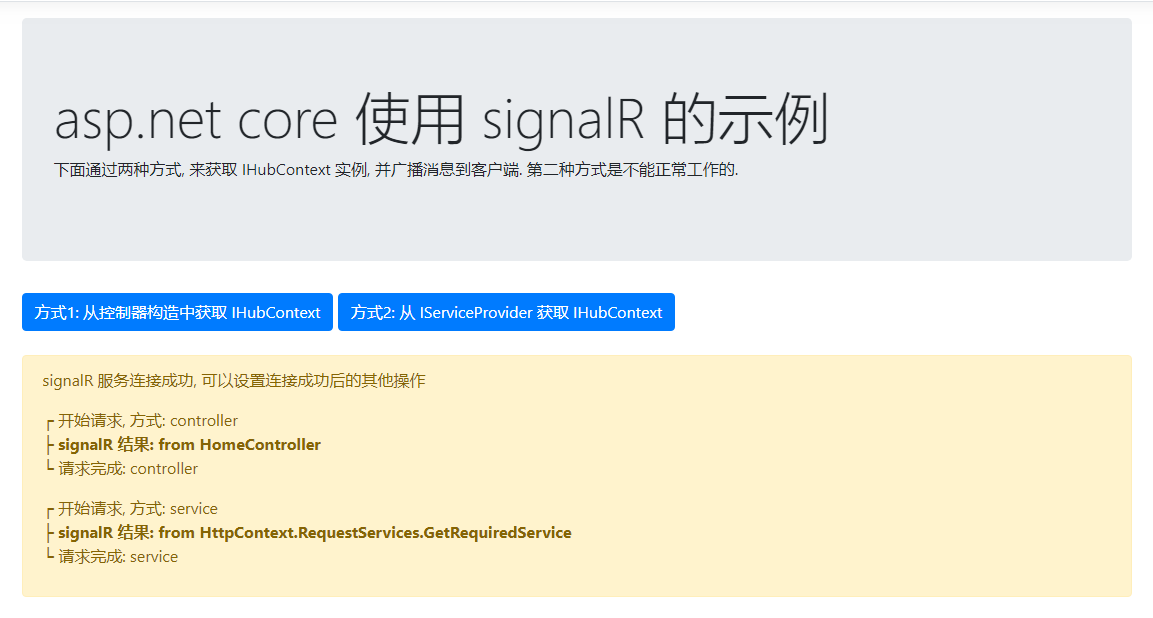 asp.net core 使用 signalR 的示例
下面通过两种方式, 来获取 IHubContext 实例, 并广播消息到客户端. 第二种方式是不能正常工作的.
方式1: 从控制器构造中获取 IHubContext
方式2: 从 IServiceProvider 获取 IHubContext
signalR 服务连接成功, 可以设置连接成功后的其他操作
┌ 开始请求, 方式: controller
├ signalR 结果: from HomeController
└ 请求完成: controller
┌ 开始请求, 方式: service
├ signalR 结果: from HttpContext.RequestServices.GetRequiredService
└ 请求完成: service